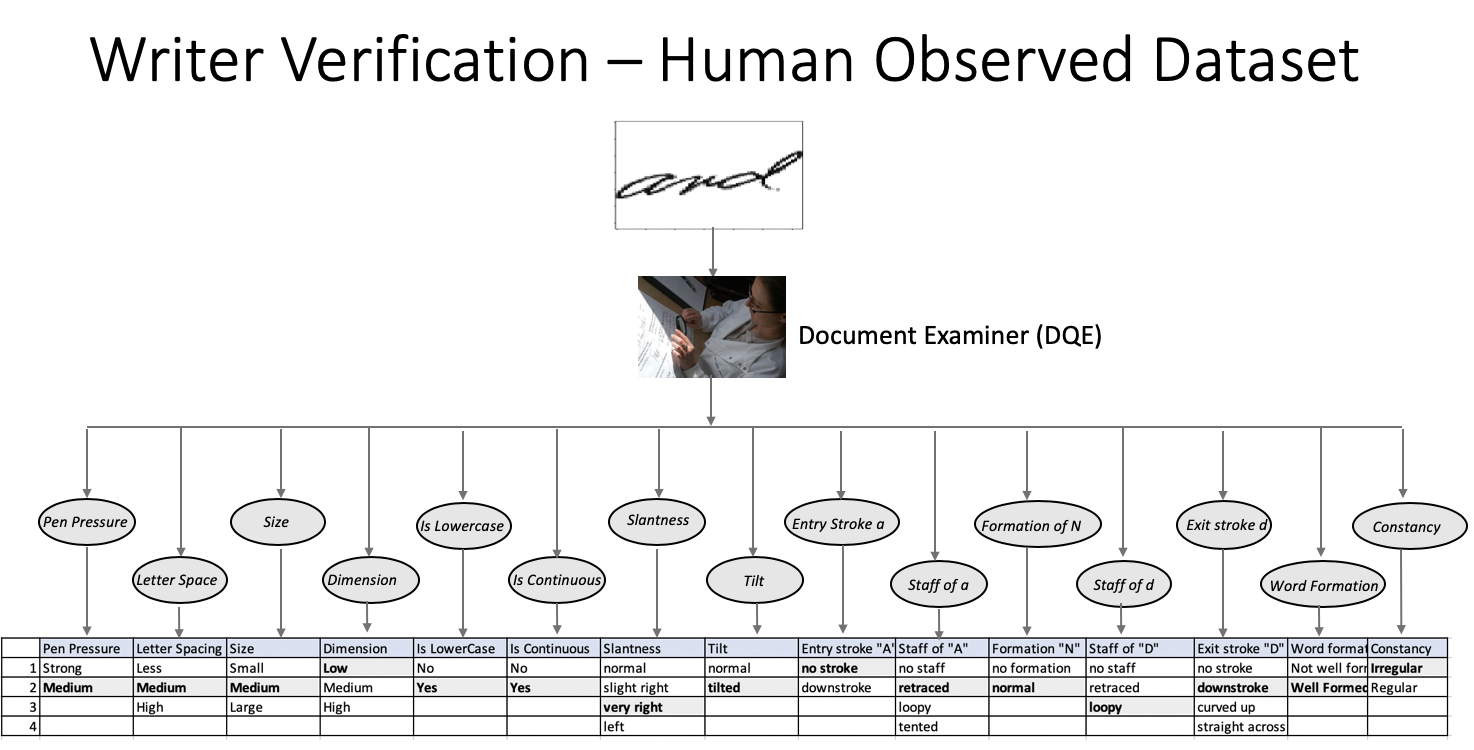 Writer Verification – Human Observed Dataset
and
Document Examiner (DQE)
Pen Pressure
Size
Is Lowercase
Slantness
Entry Stroke a
Formation of N
Exit stroke d
Constancy
Letter Space
Dimension
Is Continuous
Tilt
Staff of a
Staff of d
Word Formation
Pen Pressure Letter Spacing Size Dimension Is LowerCase Is Continuous Slantness Tilt Entry stroke "A" Staff of "A" Formation "N" Staff of "D" Exit stroke "D" Word format Constancy
1 Strong Less Small Low No No normal normal no stroke no staff no formation no staff no stroke Not well forr Irregular
2 Medium Medium Medium Medium Yes Yes slight right tilted downstroke retraced normal retraced downstroke Well Formed Regular
3 High Large High very right loopy loopy curved up
4 left tented straight across